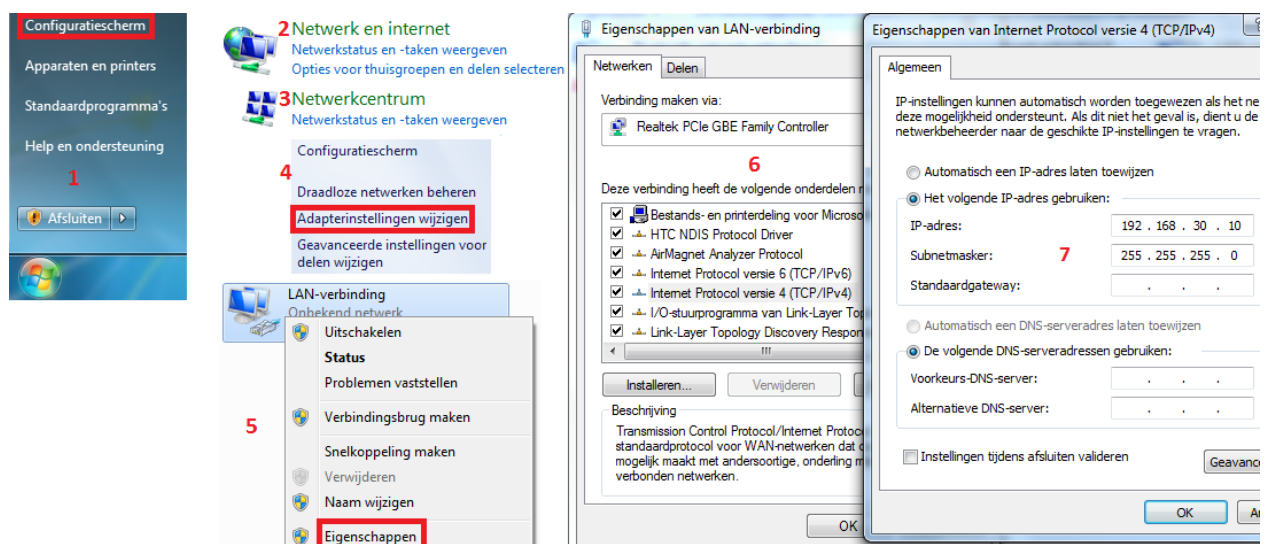 Configuratiescherm
Apparaten en printers
Standaardprogramma's
Help en ondersteuning
1
Afsluiten
2 Netwerk en internet
Netwerkstatus en -taken weergeven
Opties voor thuisgroepen en delen selecteren
3 Netwerkcentrum
Netwerkstatus en -taken weergeven
4
Configuratiescherm
Draadloze netwerken beheren
Adapterinstellingen wijzigen
Geavanceerde instellingen voor
delen wijzigen
LAN-verbinding
Onbekend netwerk
5
Uitschakelen
Status
Problemen vaststellen
Verbindingsbrug maken
Snelkoppeling maken
Verwijderen
Naam wijzigen
Eigenschappen
Eigenschappen van LAN-verbinding
Netwerken Delen
Verbinding maken via:
Realtek PCIe GBE Family Controller
6
Deze verbinding heeft de volgende onderdelen
Bestands- en printerdeling voor Microso
HTC NDIS Protocol Driver
AirMagnet Analyzer Protocol
Internet Protocol versie 6 (TCP/IPv6)
Internet Protocol versie 4 (TCP/IPv4)
I/O-stuurprogramma van Link-Layer Top
Link-Layer Topology Discovery Respon
Installeren... Verwijderen
Beschrijving
Transmission Control Protocol/Internet Protoco
standaardprotocol voor WAN-netwerken dat
mogelijk maakt met andersoortige, onderling
verbonden netwerken.
OK
Eigenschappen van Internet Protocol versie 4 (TCP/IPv4)
Algemeen
IP-instellingen kunnen automatisch worden toegewezen als het ne
deze mogelijkheid ondersteunt. Als dit niet het geval is, dient u de
netwerkbeheerder naar de geschikte IP-instellingen te vragen.
Automatisch een IP-adres laten toewijzen
Het volgende IP-adres gebruiken:
IP-adres: 192 . 168 . 30 . 10
Subnetmasker: 7 255 . 255 . 255 . 0
Standaardgateway: . . .
Automatisch een DNS-serveradres laten toewijzen
De volgende DNS-serveradressen gebruiken:
Voorkeurs-DNS-server: . . .
Alternatieve DNS-server: . . .
Instellingen tijdens afsluiten valideren
Geavance
OK